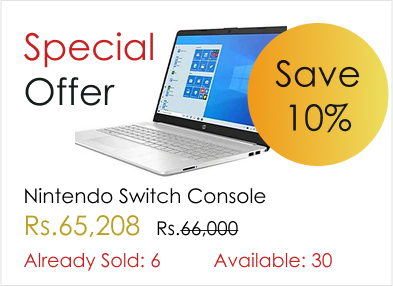 Special
Offer
Save
10%
Nintendo Switch Console
Rs.65,208 Rs.66,000
Already Sold: 6 Available: 30